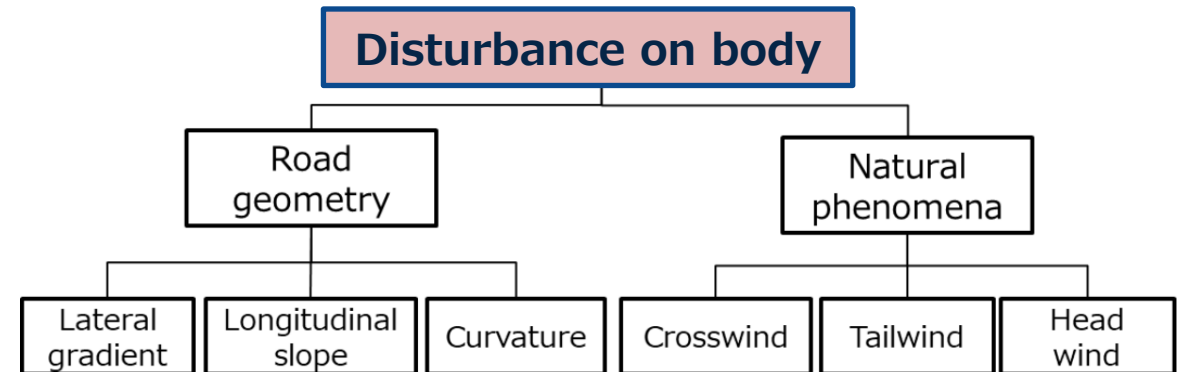 Disturbance on body
Road
geometry
Natural
phenomena
Lateral
gradient
Longitudinal
slope
Curvature
Crosswind
Tailwind
Head
wind